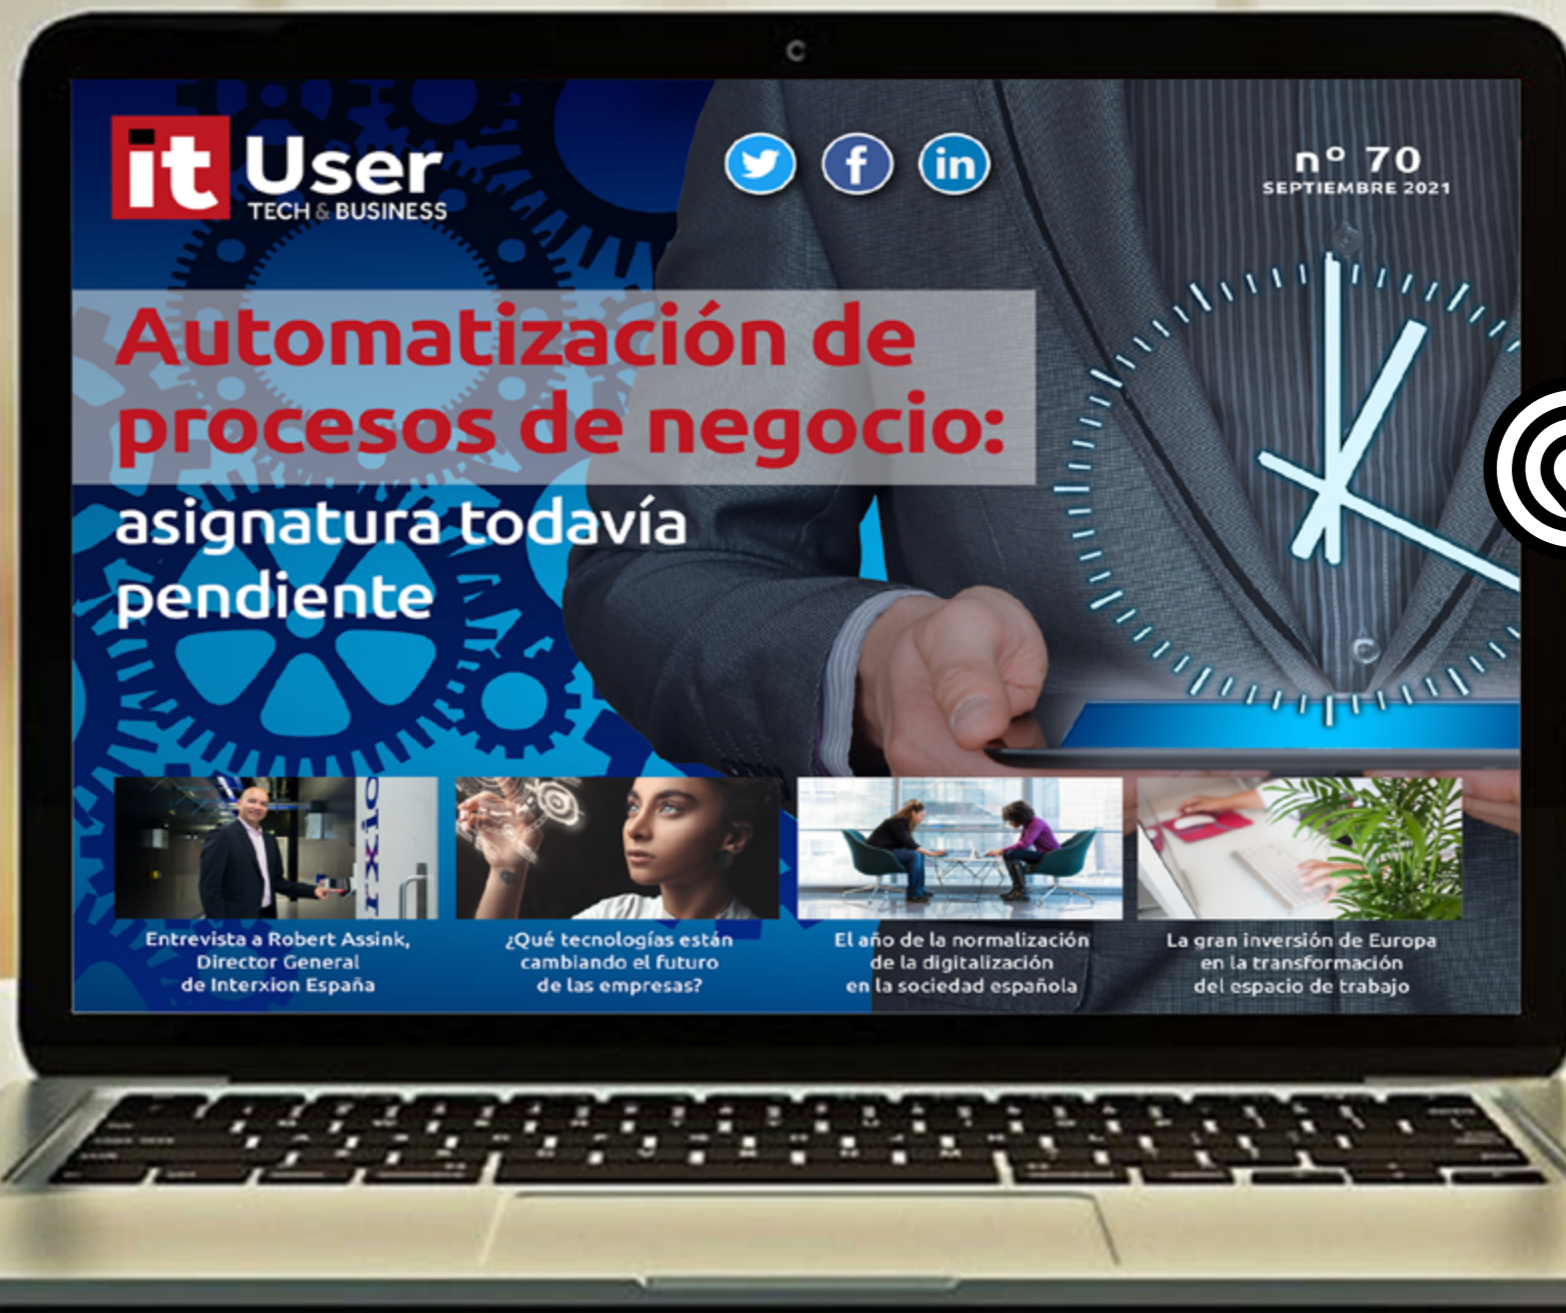 it User
TECH & BUSINESS
nº 70
SEPTIEMBRE 2021
Automatización de
procesos de negocio:
asignatura todavía
pendiente
Entrevista a Robert Assink,
Director General
de Interxion España
¿Qué tecnologías están
cambiando el futuro
de las empresas?
El año de la normalización
de la digitalización
en la sociedad española
La gran inversión de Europa
en la transformación
del espacio de trabajo